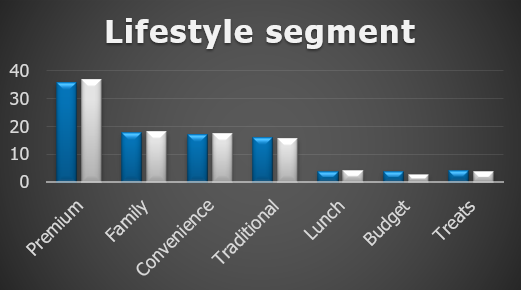 Lifestyle segment
40
30
20
10
0
Premium
Family
Convenience
Traditional
Lunch
Budget
Treats